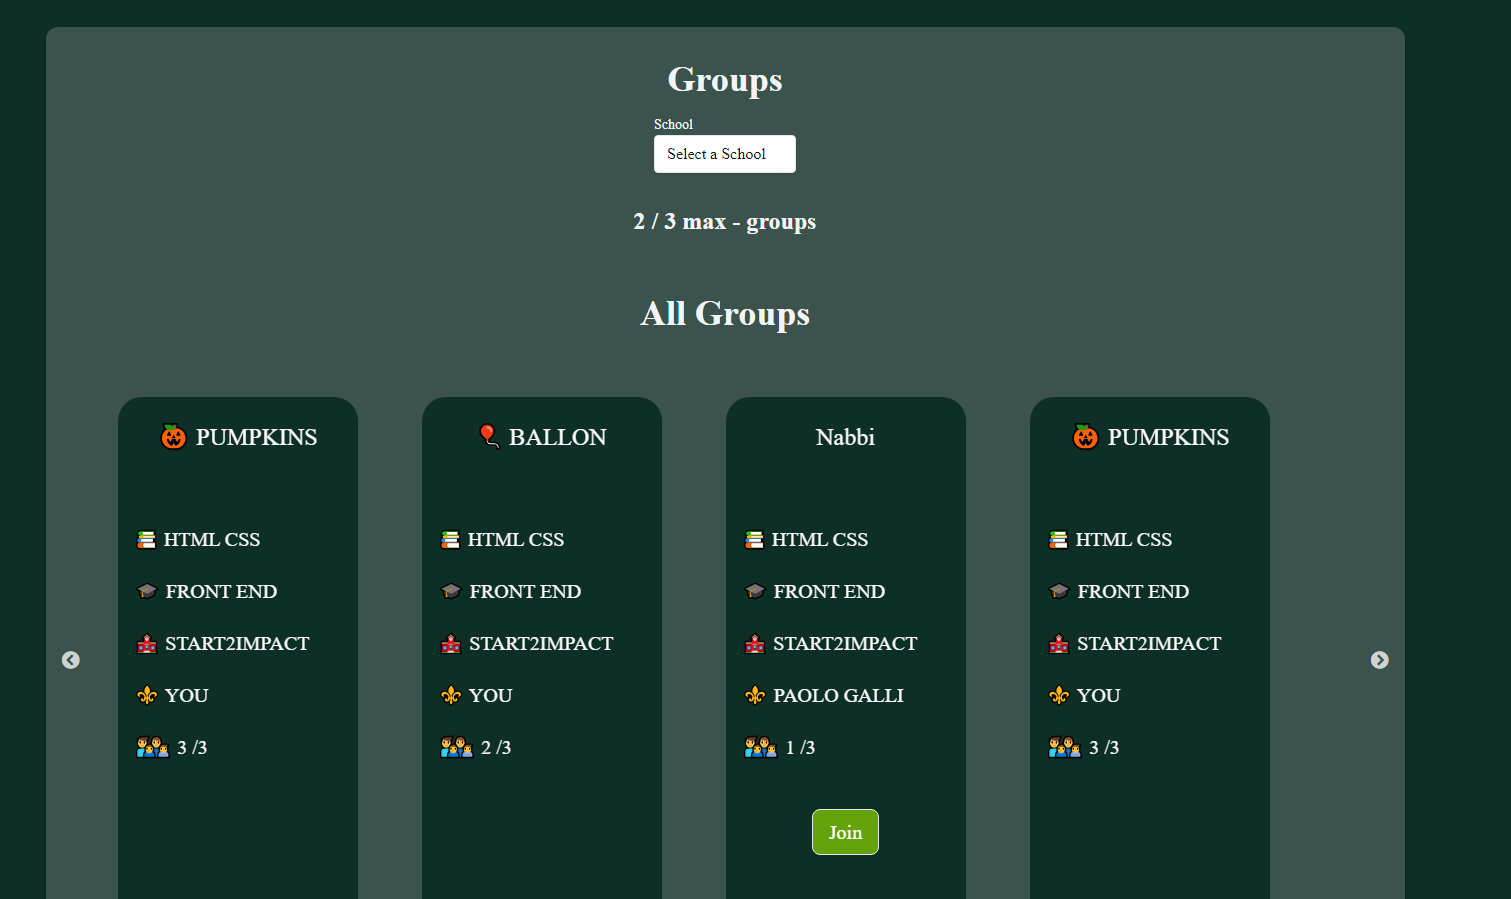 Groups
School
Select a School
2 / 3 max - groups
All Groups
🎃 PUMPKINS
📚 HTML CSS
🎓 FRONT END
🏫 START2IMPACT
⚜️ YOU
👨‍👩‍👦 3 /3
🎈 BALLON
📚 HTML CSS
🎓 FRONT END
🏫 START2IMPACT
⚜️ YOU
👨‍👩‍👦 2 /3
Nabbi
📚 HTML CSS
🎓 FRONT END
🏫 START2IMPACT
⚜️ PAOLO GALLI
👨‍👩‍👦 1 /3
Join
🎃 PUMPKINS
📚 HTML CSS
🎓 FRONT END
🏫 START2IMPACT
⚜️ YOU
👨‍👩‍👦 3 /3